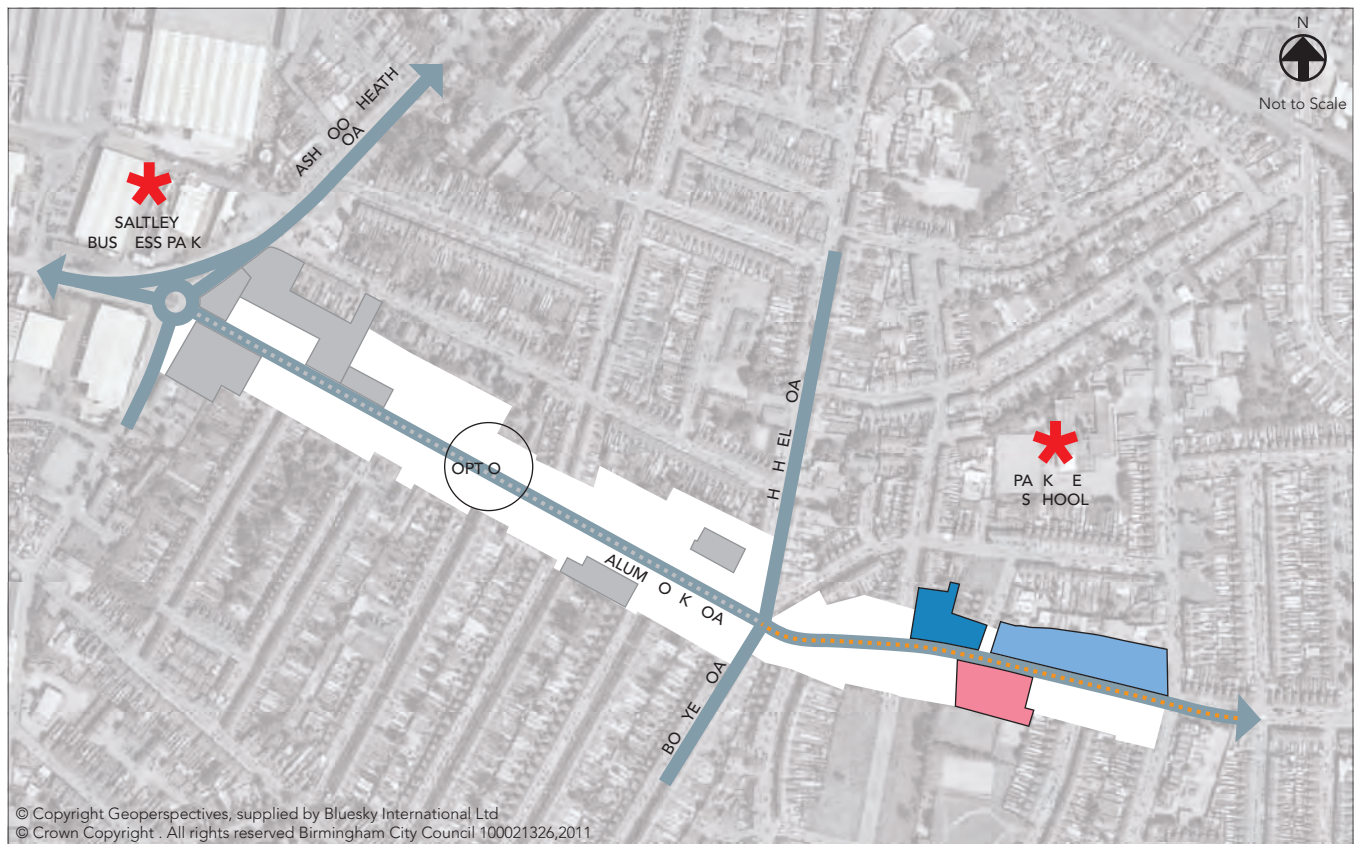 N
Not to Scale
ASH OO HEATH
OA
SALTLEY
BUS ESS PA K
OPT O
H H EL OA
PA K E
S HOOL
ALUM O K OA
BO YE OA
© Copyright Geoperspectives, supplied by Bluesky International Ltd
© Crown Copyright . All rights reserved Birmingham City Council 100021326,2011